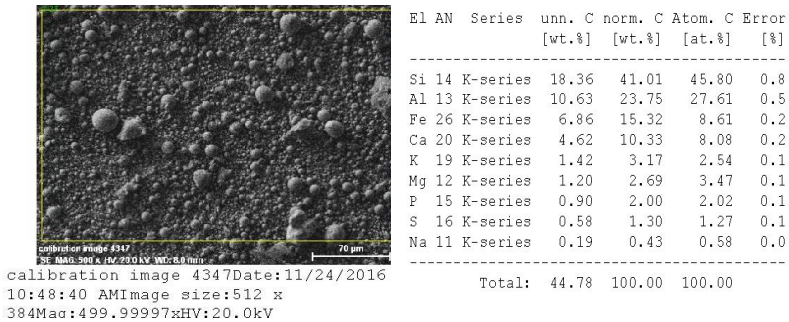 calibration image 4347
SE MAG: 500 x HV: 20.0 kV WD: 8.0 mm
70 μm
calibration image 4347Date:11/24/2016
10:48:40 AMImage size:512 x
384Mag:499.99997xHV:20.0kV
El AN Series unn. C norm. C Atom. C Error
[wt.%] [wt.%] [at.%] [%]
Si 14 K-series 18.36 41.01 45.80 0.8
Al 13 K-series 10.63 23.75 27.61 0.5
Fe 26 K-series 6.86 15.32 8.61 0.2
Ca 20 K-series 4.62 10.33 8.08 0.2
K 19 K-series 1.42 3.17 2.54 0.1
Mg 12 K-series 1.20 2.69 3.47 0.1
P 15 K-series 0.90 2.00 2.02 0.1
S 16 K-series 0.58 1.30 1.27 0.1
Na 11 K-series 0.19 0.43 0.58 0.0
Total: 44.78 100.00 100.00